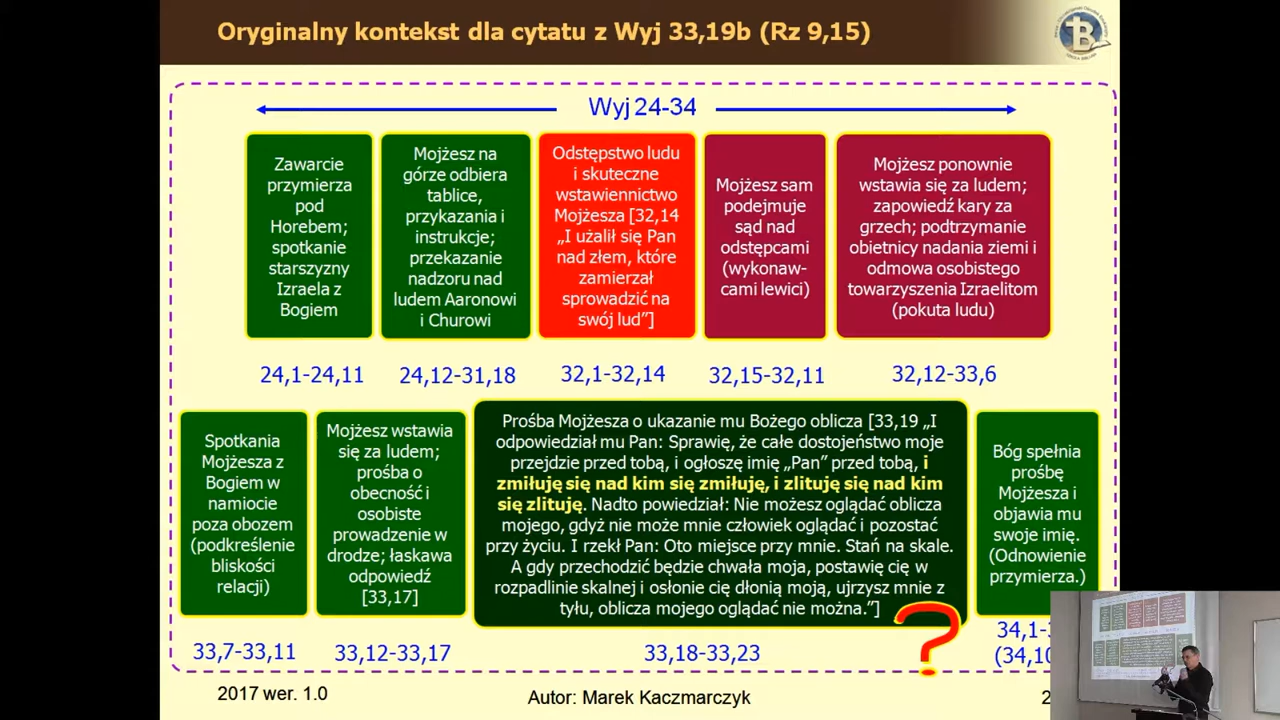 Oryginalny kontekst dla cytatu z Wyj 33,19b (Rz 9,15)
Wyj 24-34
Zawarcie
przymierza
pod
Horebem;
spotkanie
starszyzny
Izraela z
Bogiem
Mojżesz na
górze odbiera
tablice,
przykazania i
instrukcje;
przekazanie
nadzoru nad
ludem Aaronowi
i Churowi
Odstępstwo ludu
i skuteczne
wstawiennictwo
Mojżesza [32,14
„I użalił się Pan
nad złem, które
zamierzał
sprowadzić na
swój lud”]
Mojżesz sam
podejmuje
sąd nad
odstępcami
(wykonaw-
cami lewici)
Mojżesz ponownie
wstawia się za ludem;
zapowiedź kary za
grzech; podtrzymanie
obietnicy nadania ziemi i
odmowa osobistego
towarzyszenia Izraelitom
(pokuta ludu)
24,1-24,11
24,12-31,18
32,1-32,14
32,15-32,11
32,12-33,6
Spotkania
Mojżesza z
Bogiem w
namiocie
poza obozem
(podkreślenie
bliskości
relacji)
Mojżesz wstawia
się za ludem;
prośba o
obecność i
osobiste
prowadzenie w
drodze; łaskawa
odpowiedź
[33,17]
Prośba Mojżesza o ukazanie mu Bożego oblicza [33,19 „I
odpowiedział mu Pan: Sprawię, że całe dostojeństwo moje
przejdzie przed tobą, i ogłoszę imię „Pan” przed tobą, i
zmiłuję się nad kim się zmiłuję, i zlituję się nad kim
się zlituję. Nadto powiedział: Nie możesz oglądać oblicza
mojego, gdyż nie może mnie człowiek oglądać i pozostać
przy życiu. I rzekł Pan: Oto miejsce przy mnie. Stań na skale.
A gdy przechodzić będzie chwała moja, postawię cię w
rozpadlinie skalnej i osłonię cię dłonią moją, ujrzysz mnie z
tyłu, oblicza mojego oglądać nie można.”]
?
Bóg spełnia
prośbę
Mojżesza i
objawia mu
swoje imię.
(Odnowienie
przymierza.)
33,7-33,11
33,12-33,17
33,18-33,23
34,1-
(34,10
2017 wer. 1.0
Autor: Marek Kaczmarczyk
2